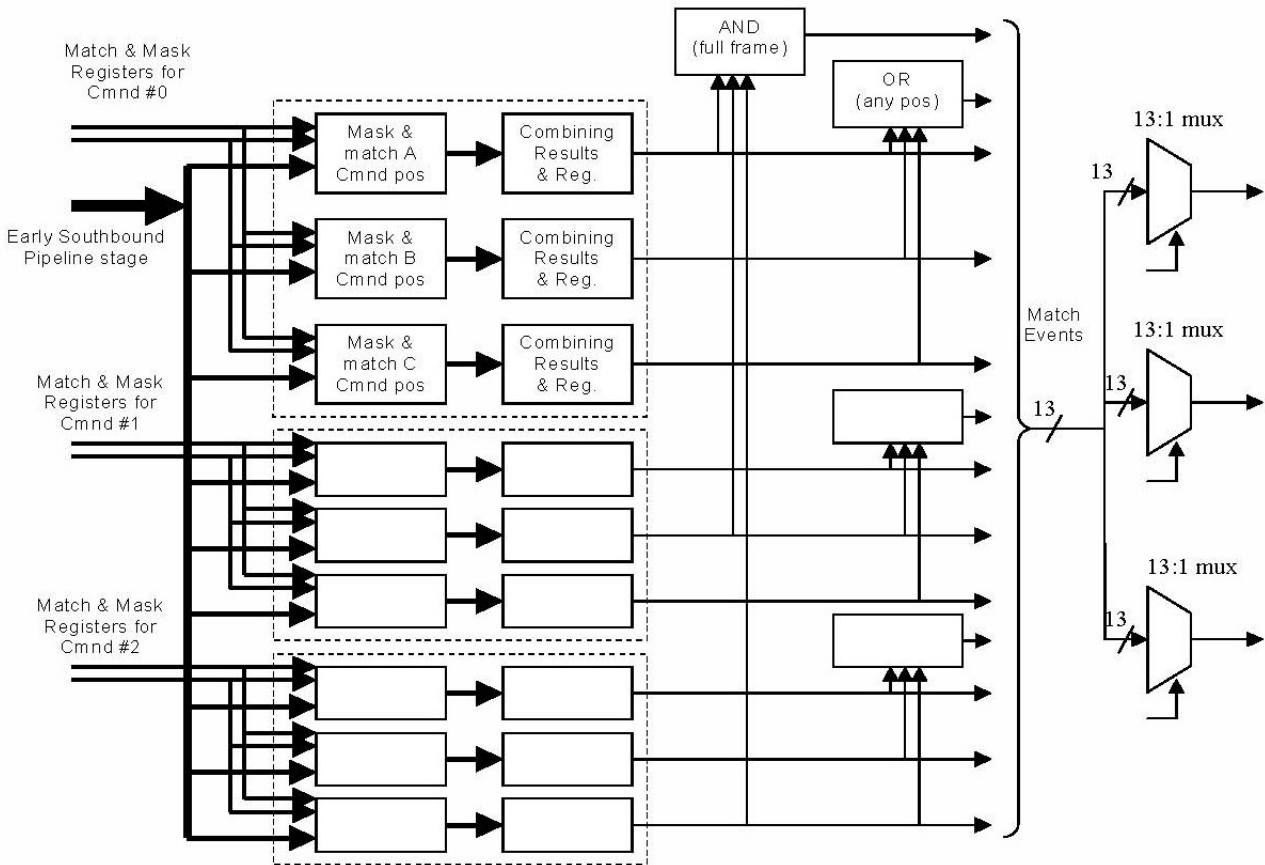 AND
(full frame)
Match & Mask
Registers for
Cmnd #0
OR
(any pos)
Mask &
match A
Cmnd pos
Combining
Results
& Reg.
13:1 mux
13
Early Southbound
Pipeline stage
Mask &
match B
Cmnd pos
Combining
Results
& Reg.
Mask &
match C
Cmnd pos
Combining
Results
& Reg.
Match
Events
13:1 mux
13
Match & Mask
Registers for
Cmnd #1
13
Match & Mask
Registers for
Cmnd #2
13:1 mux
13